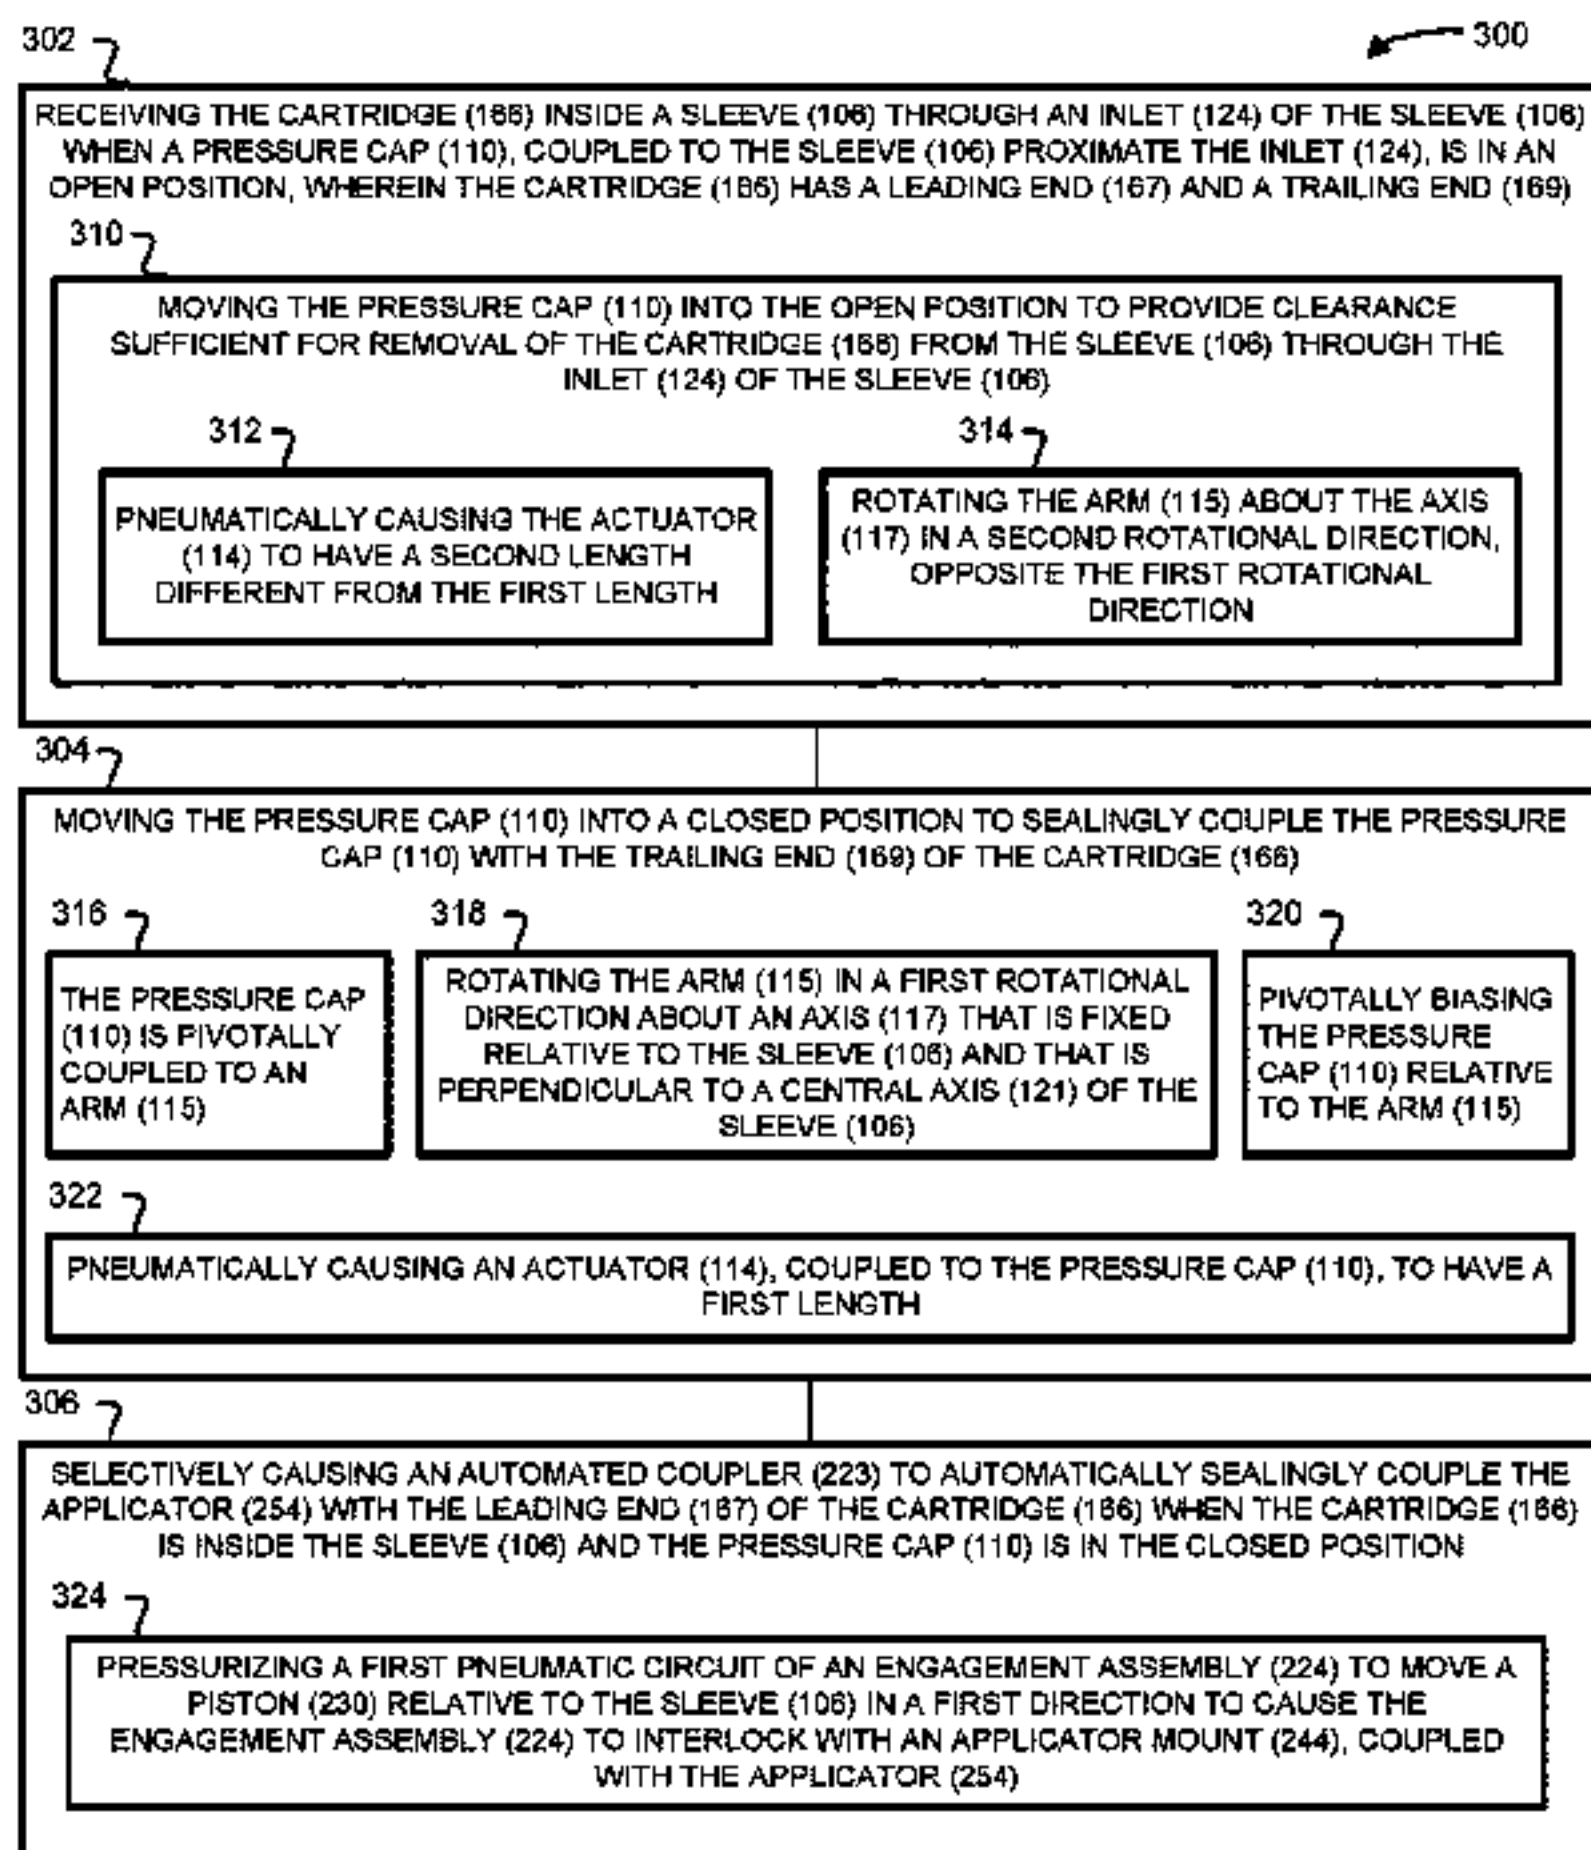 302
300
RECEIVING THE CARTRIDGE (166) INSIDE A SLEEVE (106) THROUGH AN INLET (124) OF THE SLEEVE (106)
WHEN A PRESSURE CAP (110), COUPLED TO THE SLEEVE (106) PROXIMATE THE INLET (124), IS IN AN
OPEN POSITION, WHEREIN THE CARTRIDGE (166) HAS A LEADING END (167) AND A TRAILING END (169)
310
MOVING THE PRESSURE CAP (110) INTO THE OPEN POSITION TO PROVIDE CLEARANCE
SUFFICIENT FOR REMOVAL OF THE CARTRIDGE (166) FROM THE SLEEVE (106) THROUGH THE
INLET (124) OF THE SLEEVE (106)
312
PNEUMATICALLY CAUSING THE ACTUATOR
(114) TO HAVE A SECOND LENGTH
DIFFERENT FROM THE FIRST LENGTH
314
ROTATING THE ARM (115) ABOUT THE AXIS
(117) IN A SECOND ROTATIONAL DIRECTION,
OPPOSITE THE FIRST ROTATIONAL
DIRECTION
304
MOVING THE PRESSURE CAP (110) INTO A CLOSED POSITION TO SEALINGLY COUPLE THE PRESSURE
CAP (110) WITH THE TRAILING END (169) OF THE CARTRIDGE (166)
316
THE PRESSURE CAP
(110) IS PIVOTALLY
COUPLED TO AN
ARM (115)
318
ROTATING THE ARM (115) IN A FIRST ROTATIONAL
DIRECTION ABOUT AN AXIS (117) THAT IS FIXED
RELATIVE TO THE SLEEVE (106) AND THAT IS
PERPENDICULAR TO A CENTRAL AXIS (121) OF THE
SLEEVE (106)
320
PIVOTALLY BIASING
THE PRESSURE
CAP (110) RELATIVE
TO THE ARM (115)
322
PNEUMATICALLY CAUSING AN ACTUATOR (114), COUPLED TO THE PRESSURE CAP (110), TO HAVE A
FIRST LENGTH
306
SELECTIVELY CAUSING AN AUTOMATED COUPLER (223) TO AUTOMATICALLY SEALINGLY COUPLE THE
APPLICATOR (254) WITH THE LEADING END (167) OF THE CARTRIDGE (166) WHEN THE CARTRIDGE (166)
IS INSIDE THE SLEEVE (106) AND THE PRESSURE CAP (110) IS IN THE CLOSED POSITION
324
PRESSURIZING A FIRST PNEUMATIC CIRCUIT OF AN ENGAGEMENT ASSEMBLY (224) TO MOVE A
PISTON (230) RELATIVE TO THE SLEEVE (106) IN A FIRST DIRECTION TO CAUSE THE
ENGAGEMENT ASSEMBLY (224) TO INTERLOCK WITH AN APPLICATOR MOUNT (244), COUPLED
WITH THE APPLICATOR (254)